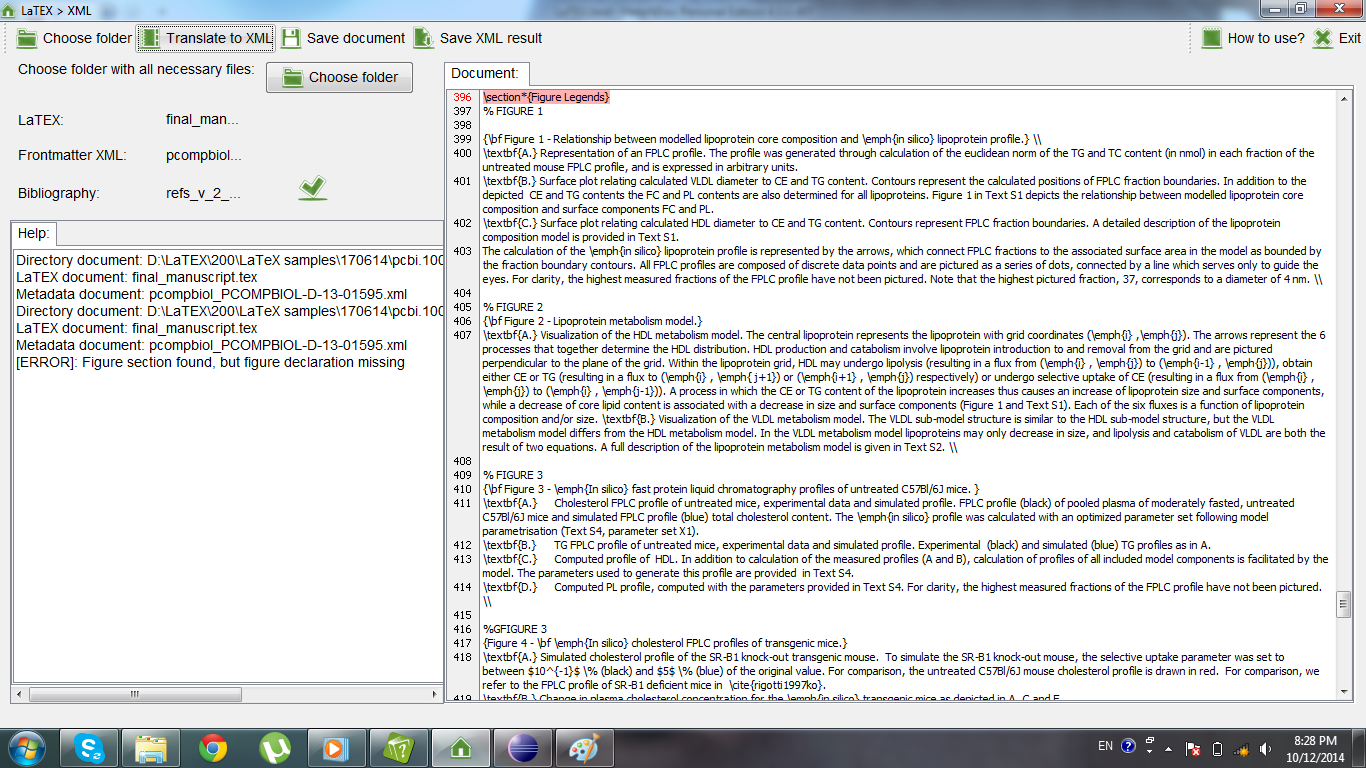 LaTEX > XML
Choose folder
Translate to XML
Save document
Save XML result
How to use?
Exit
Choose folder with all necessary files:
Choose folder
LaTEX:
final_man...
Frontmatter XML:
pcompbiol...
Bibliography:
refs_v_2_...
Help:
Directory document: D:\LaTEX\200\LaTeX samples\170614\pcbi.100
LaTEX document: final_manuscript.tex
Metadata document: pcompbiol_PCOMPBIOL-D-13-01595.xml
Directory document: D:\LaTEX\200\LaTeX samples\170614\pcbi.100
LaTEX document: final_manuscript.tex
Metadata document: pcompbiol_PCOMPBIOL-D-13-01595.xml
[ERROR]: Figure section found, but figure declaration missing
Document:
396 \section*{Figure Legends}
397 % FIGURE 1
398
399 {\bf Figure 1 - Relationship between modelled lipoprotein core composition and \emph{in silico} lipoprotein profile.} \\
400 \textbf{A.} Representation of an FPLC profile. The profile was generated through calculation of the euclidean norm of the TG and TC content (in nmol) in each fraction of the
untreated mouse FPLC profile, and is expressed in arbitrary units.
401 \textbf{B.} Surface plot relating calculated VLDL diameter to CE and TG content. Contours represent the calculated positions of FPLC fraction boundaries. In addition to the
depicted  CE and TG contents the FC and PL contents are also determined for all lipoproteins. Figure 1 in Text S1 depicts the relationship between modelled lipoprotein core
composition and surface components FC and PL.
402 \textbf{C.} Surface plot relating calculated HDL diameter to CE and TG content. Contours represent FPLC fraction boundaries. A detailed description of the lipoprotein
composition model is provided in Text S1.
403 The calculation of the \emph{in silico} lipoprotein profile is represented by the arrows, which connect FPLC fractions to the associated surface area in the model as bounded by
the fraction boundary contours. All FPLC profiles are composed of discrete data points and are pictured as a series of dots, connected by a line which serves only to guide the
eyes. For clarity, the highest measured fractions of the FPLC profile have not been pictured. Note that the highest pictured fraction, 37, corresponds to a diameter of 4 nm. \\
404
405 % FIGURE 2
406 {\bf Figure 2 - Lipoprotein metabolism model.}
407 \textbf{A.} Visualization of the HDL metabolism model. The central lipoprotein represents the lipoprotein with grid coordinates (\emph{i} ,\emph{j}). The arrows represent the 6
processes that together determine the HDL distribution. HDL production and catabolism involve lipoprotein introduction to and removal from the grid and are pictured
perpendicular to the plane of the grid. Within the lipoprotein grid, HDL may undergo lipolysis (resulting in a flux from (\emph{i} , \emph{j}) to (\emph{i-1} , \emph{j})), obtain
either CE or TG (resulting in a flux to (\emph{i} , \emph{ j+1}) or (\emph{i+1} , \emph{j}) respectively) or undergo selective uptake of CE (resulting in a flux from (\emph{i} ,
\emph{j}) to (\emph{i} , \emph{j-1})). A process in which the CE or TG content of the lipoprotein increases thus causes an increase of lipoprotein size and surface components,
while a decrease of core lipid content is associated with a decrease in size and surface components (Figure 1 and Text S1). Each of the six fluxes is a function of lipoprotein
composition and/or size. \textbf{B.} Visualization of the VLDL metabolism model. The VLDL sub-model structure is similar to the HDL sub-model structure, but the VLDL
metabolism model differs from the HDL metabolism model. In the VLDL metabolism model lipoproteins may only decrease in size, and lipolysis and catabolism of VLDL are both the
result of two equations. A full description of the lipoprotein metabolism model is given in Text S2. \\
408
409 % FIGURE 3
410 {\bf Figure 3 - \emph{In silico} fast protein liquid chromatography profiles of untreated C57Bl/6J mice. }
411 \textbf{A.} Cholesterol FPLC profile of untreated mice, experimental data and simulated profile. FPLC profile (black) of pooled plasma of moderately fasted, untreated
C57Bl/6J mice and simulated FPLC profile (blue) total cholesterol content. The \emph{in silico} profile was calculated with an optimized parameter set following model
parametrisation (Text S4, parameter set X1).
412 \textbf{B.} TG FPLC profile of untreated mice, experimental data and simulated profile. Experimental  (black) and simulated (blue) TG profiles as in A.
413 \textbf{C.} Computed profile of  HDL. In addition to calculation of the measured profiles (A and B), calculation of profiles of all included model components is facilitated by the
model. The parameters used to generate this profile are provided  in Text S4.
414 \textbf{D.} Computed PL profile, computed with the parameters provided in Text S4. For clarity, the highest measured fractions of the FPLC profile have not been pictured.
\\
415
416 %GFIGURE 3
417 {Figure 4 - \bf \emph{In silico} cholesterol FPLC profiles of transgenic mice.}
418 \textbf{A.} Simulated cholesterol profile of the SR-B1 knock-out transgenic mouse.  To simulate the SR-B1 knock-out mouse, the selective uptake parameter was set to
between $10^{-1}$ \% (black) and $5$ \% (blue) of the original value. For comparison, the untreated C57Bl/6J mouse cholesterol profile is drawn in red.  For comparison, we
refer to the FPLC profile of SR-B1 deficient mice in  \cite{rigotti1997ko}.
419 \textbf{B.} Change in plasma cholesterol concentration for the \emph{in silico} transgenic mice as depicted in A, C and E.
EN
8:28 PM
10/12/2014